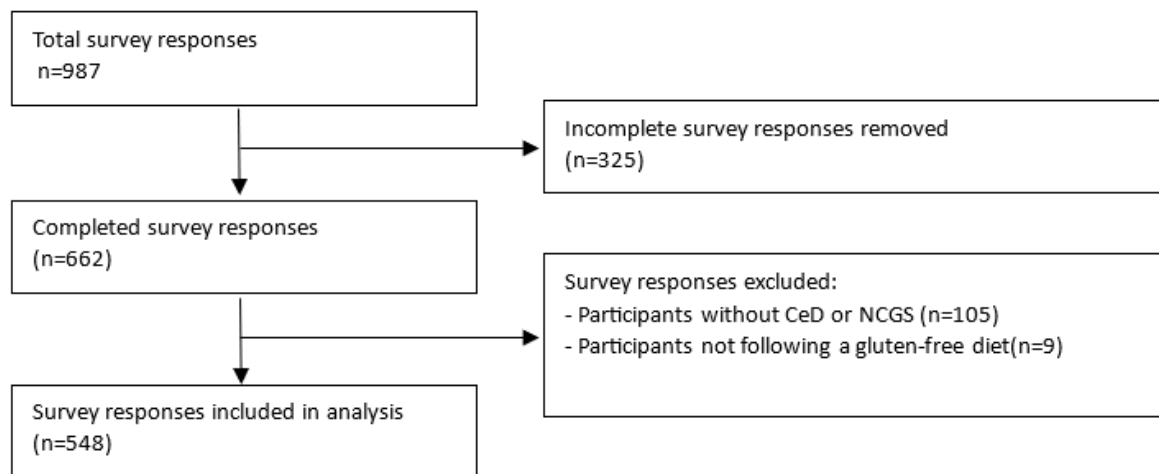 Total survey responses
n=987
Incomplete survey responses removed
(n=325)
Completed survey responses
(n=662)
Survey responses excluded:
- Participants without CeD or NCGS (n=105)
- Participants not following a gluten-free diet(n=9)
Survey responses included in analysis
(n=548)